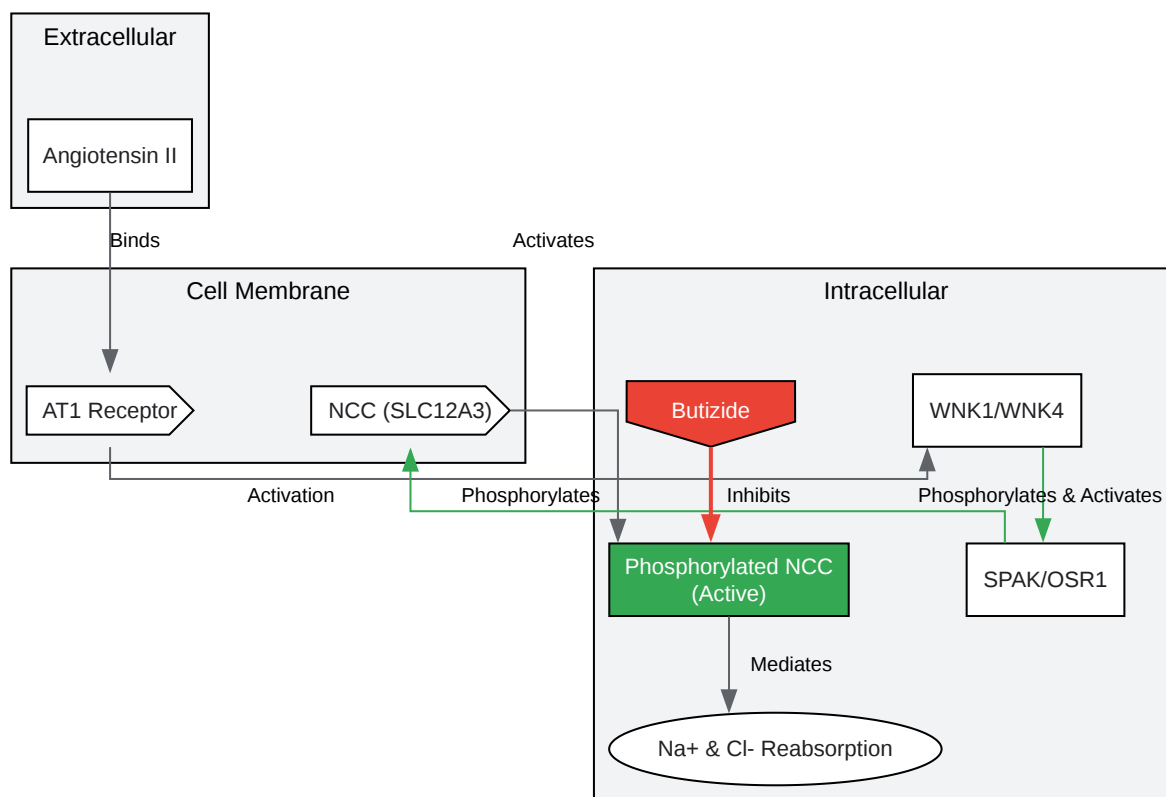 Extracellular
Angiotensin II
Binds
Activates
Cell Membrane
Intracellular
AT1 Receptor
NCC (SLC12A3)
Butizide
WNK1/WNK4
Activation
Phosphorylates
Inhibits
Phosphorylates & Activates
Phosphorylated NCC
(Active)
SPAK/OSR1
Mediates
Na+ & Cl- Reabsorption